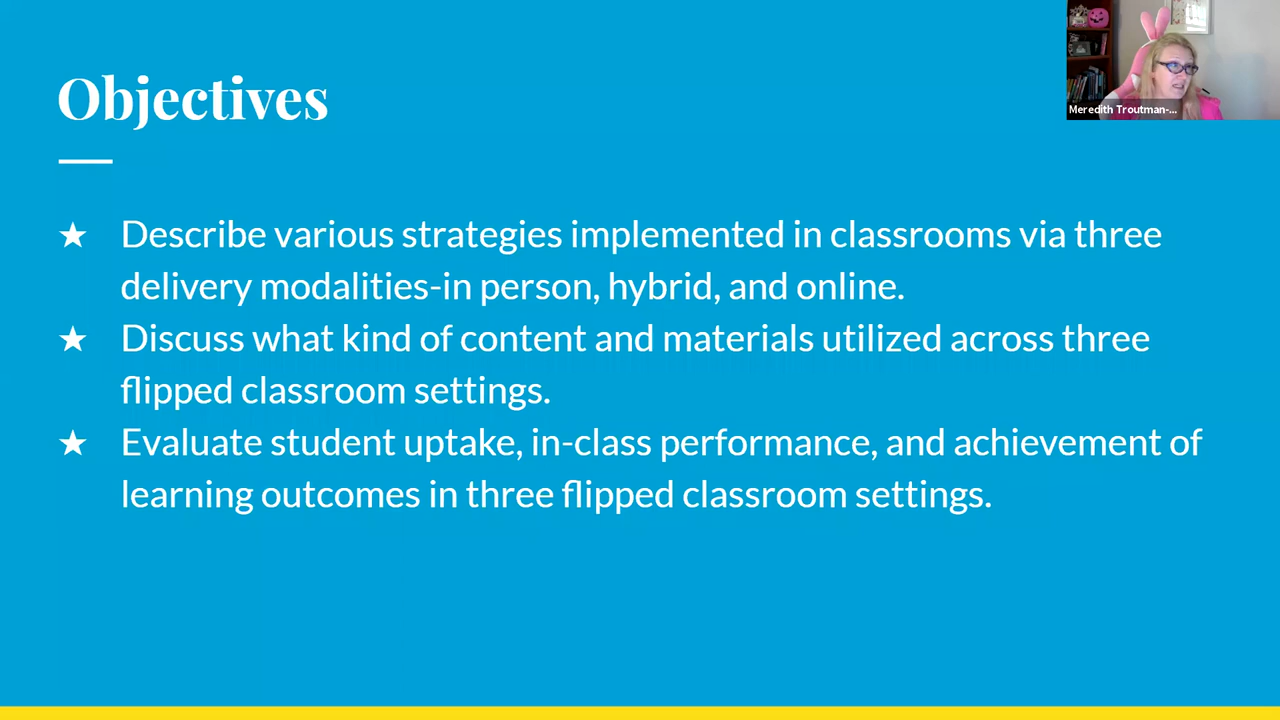 Objectives
★ Describe various strategies implemented in classrooms via three
delivery modalities-in person, hybrid, and online.
★ Discuss what kind of content and materials utilized across three
flipped classroom settings.
★ Evaluate student uptake, in-class performance, and achievement of
learning outcomes in three flipped classroom settings.
Meredith Troutman-...